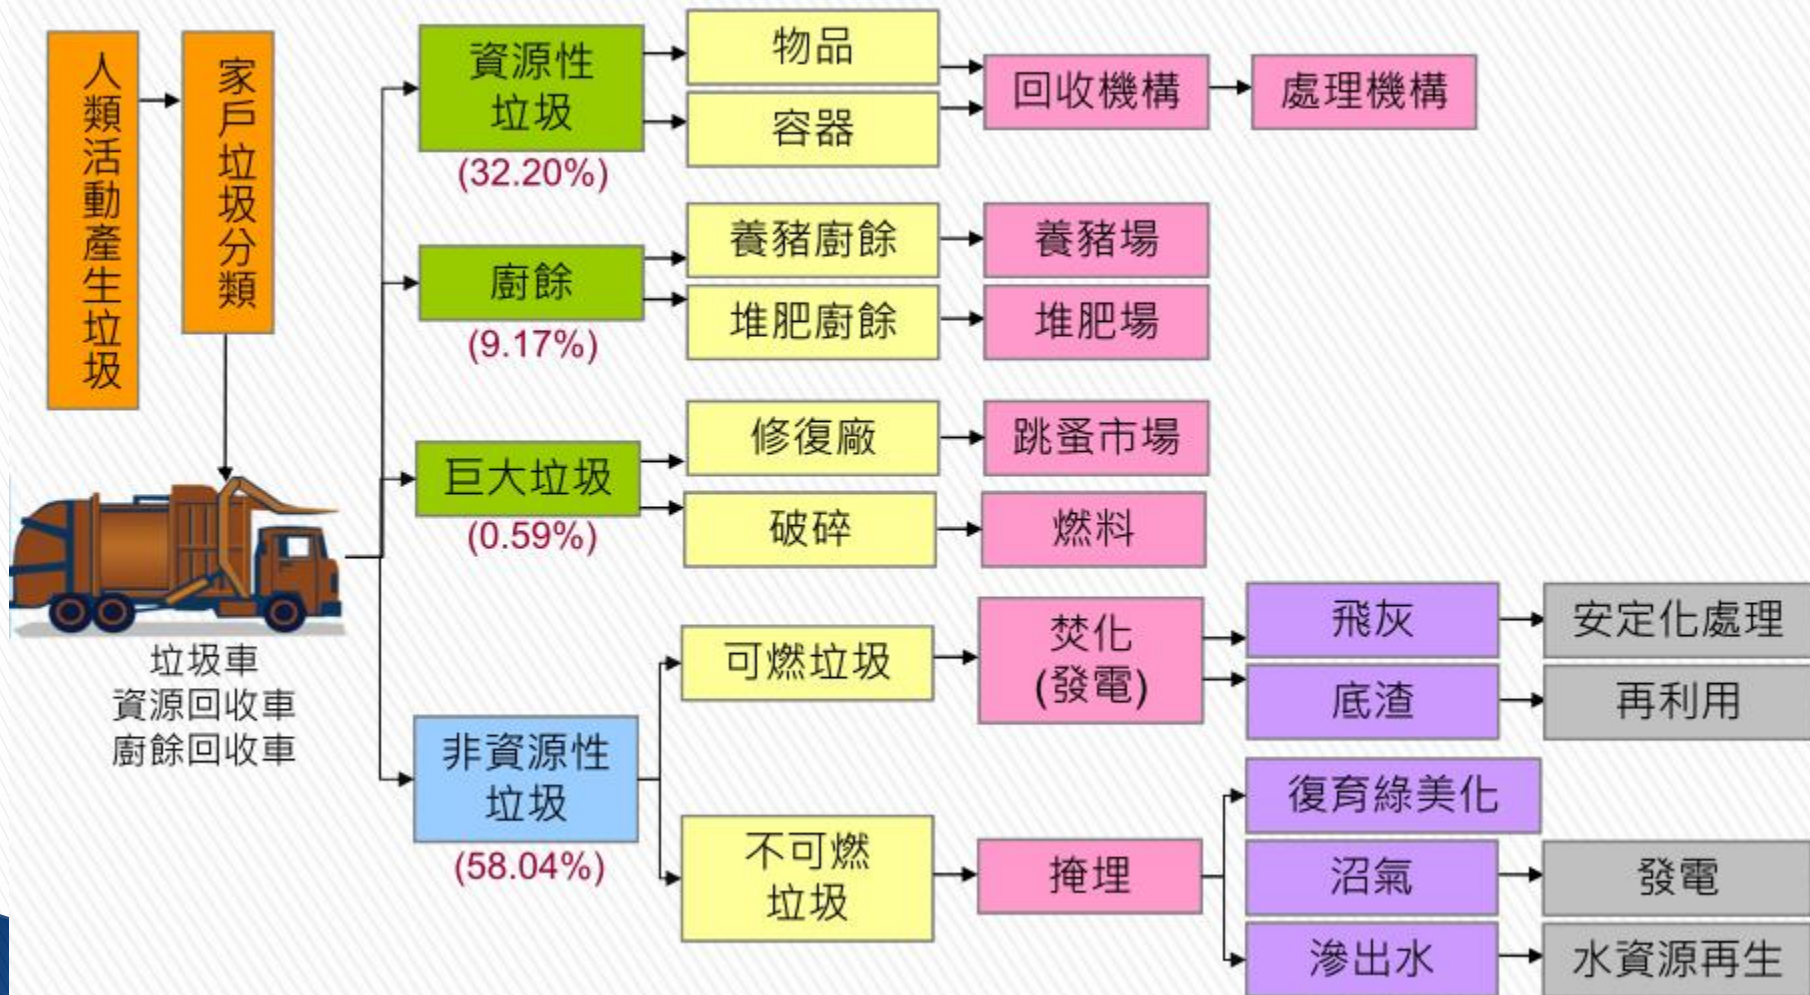 人類活動產生垃圾
家戶垃圾分類
垃圾車
資源回收車
廚餘回收車
資源性
垃圾
(32.20%)
物品
容器
回收機構
處理機構
廚餘
(9.17%)
養豬廚餘
養豬場
堆肥廚餘
堆肥場
巨大垃圾
(0.59%)
修復廠
跳蚤市場
破碎
燃料
非資源性
垃圾
(58.04%)
可燃垃圾
焚化
(發電)
飛灰
安定化處理
底渣
再利用
不可燃
垃圾
掩埋
復育綠美化
沼氣
發電
滲出水
水資源再生